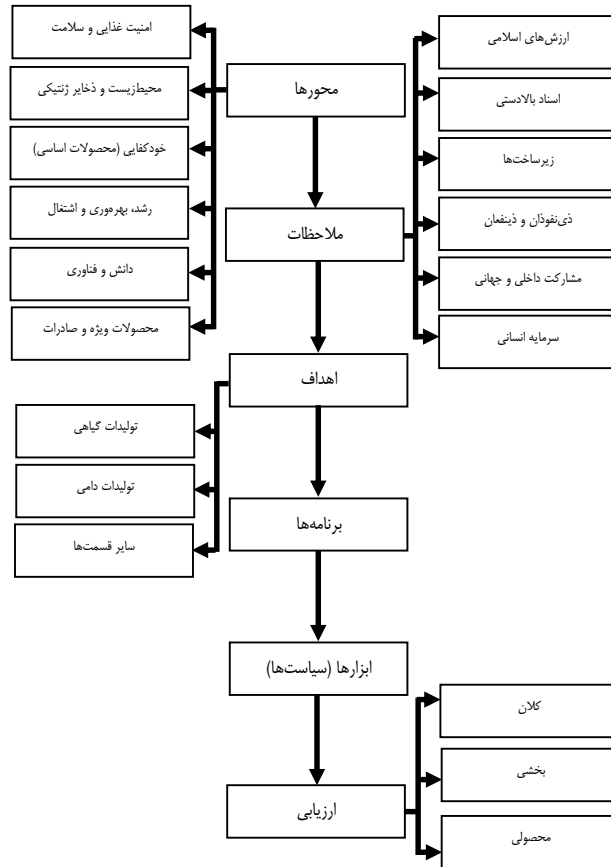 امنیت غذایی و سلامت
ارزش‌های اسلامی
محورها
محیط‌زیست و ذخایر ژنتیکی
اسناد بالادستی
خودکفایی (محصولات اساسی)
زیرساخت‌ها
رشد، بهره‌وری و اشتغال
ذی‌نفوذان و ذینفعان
ملاحظات
دانش و فناوری
مشارکت داخلی و جهانی
محصولات ویژه و صادرات
سرمایه انسانی
اهداف
تولیدات گیاهی
تولیدات دامی
برنامه‌ها
سایر قسمت‌ها
ابزارها (سیاست‌ها)
کلان
بخشی
ارزیابی
محصولی